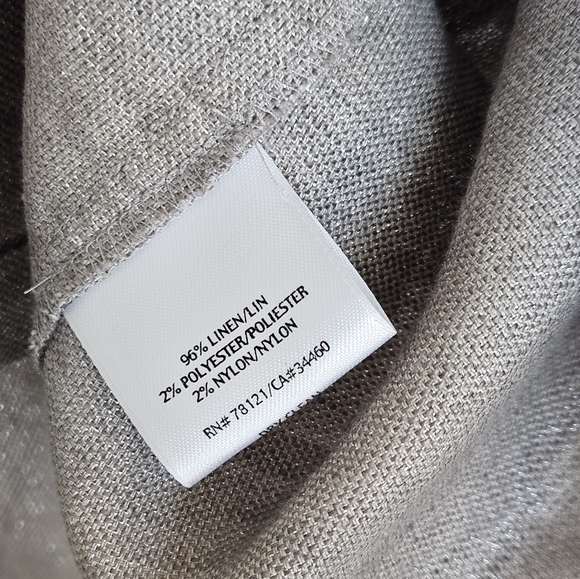 96% LINEN/LIN
2% POLYESTER/POLIESTER
2% NYLON/NYLON
RN# 78121/CA#34460